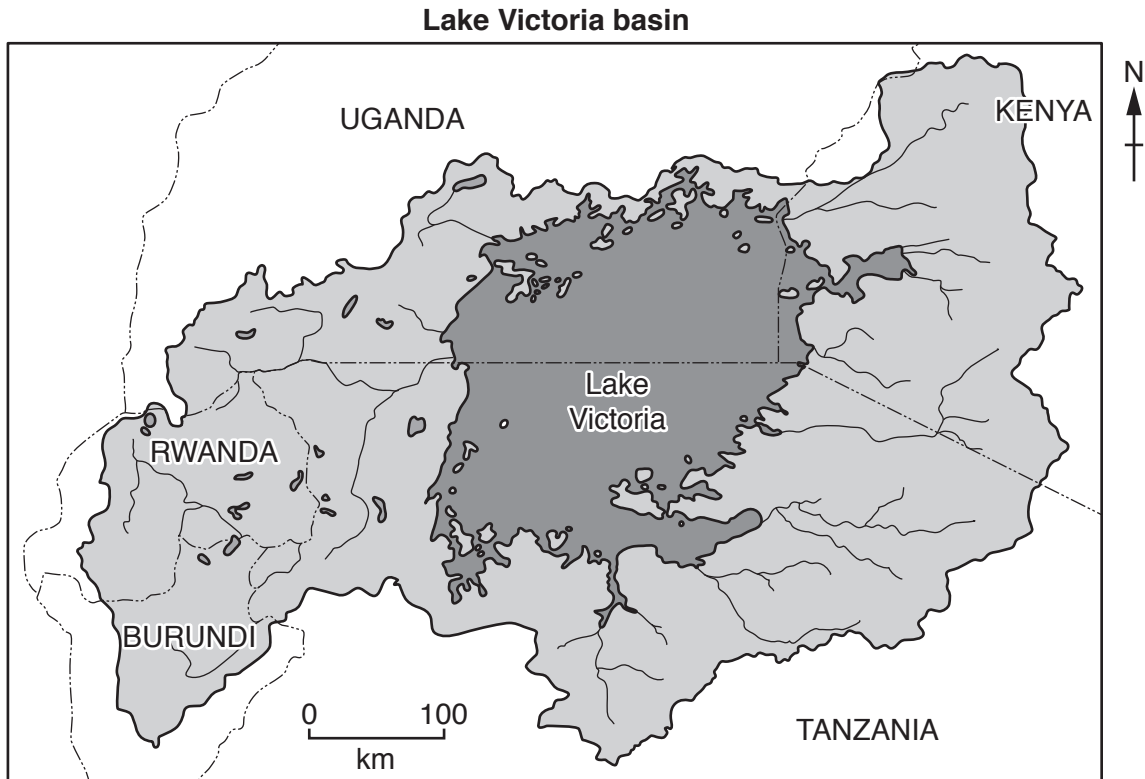 Lake Victoria basin
N
UGANDA
KENYA
Lake
Victoria
RWANDA
BURUNDI
0 100
km
TANZANIA